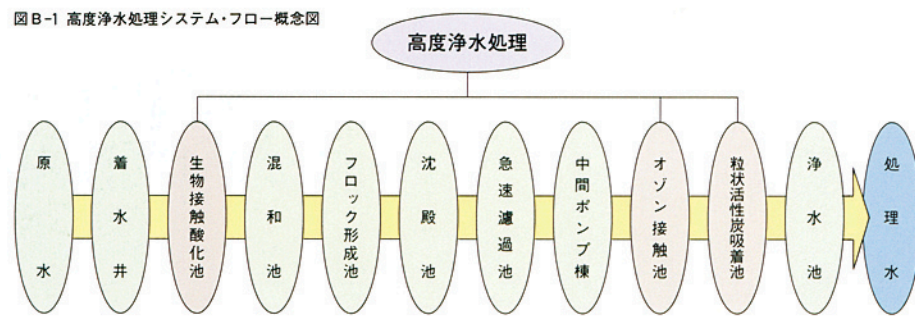 図B-1 高度浄水処理システム・フロー概念図
高度浄水処理
原水
着水井
生物接触酸化池
混和池
フロック形成池
沈殿池
急速濾過池
中間ポンプ棟
オゾン接触池
粒状活性炭吸着池
浄水池
処理水